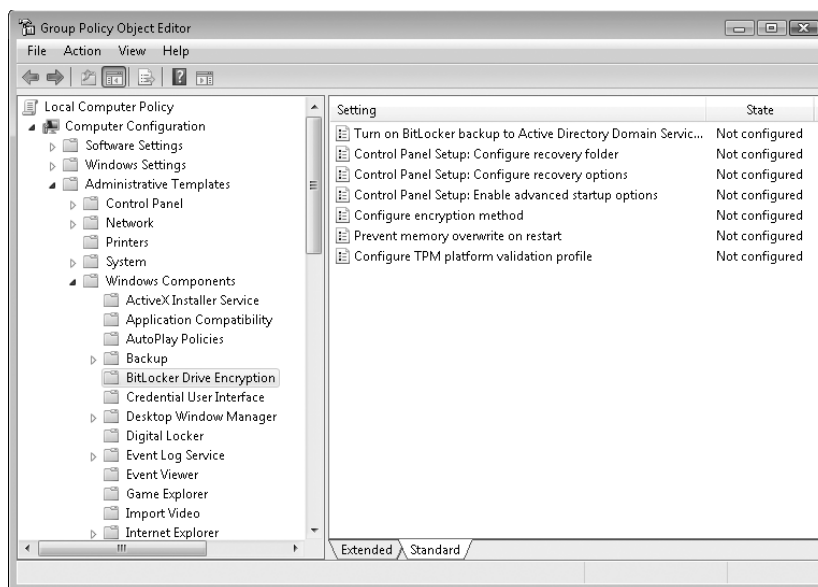 Group Policy Object Editor
File Action View Help
Local Computer Policy
Computer Configuration
Software Settings
Windows Settings
Administrative Templates
Control Panel
Network
Printers
System
Windows Components
ActiveX Installer Service
Application Compatibility
AutoPlay Policies
Backup
BitLocker Drive Encryption
Credential User Interface
Desktop Window Manager
Digital Locker
Event Log Service
Event Viewer
Game Explorer
Import Video
Internet Explorer
Setting State
Turn on BitLocker backup to Active Directory Domain Servic... Not configured
Control Panel Setup: Configure recovery folder Not configured
Control Panel Setup: Configure recovery options Not configured
Control Panel Setup: Enable advanced startup options Not configured
Configure encryption method Not configured
Prevent memory overwrite on restart Not configured
Configure TPM platform validation profile Not configured
Extended Standard